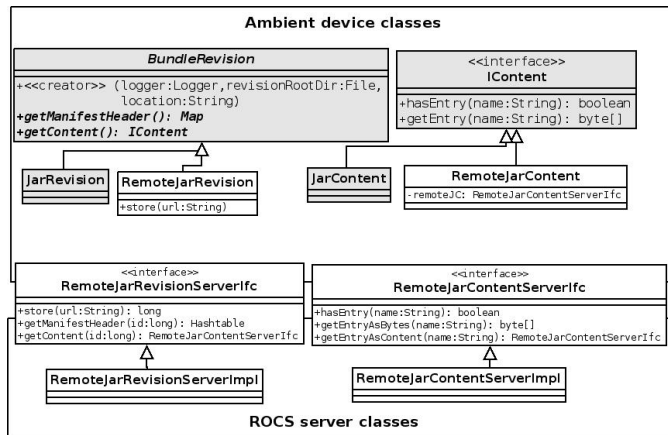 Ambient device classes
BundleRevision
+<<creator>> (logger:Logger,revisionRootDir:File,
location:String)
+getManifestHeader(): Map
+getContent(): IContent
<<interface>>
IContent
+hasEntry(name:String): boolean
+getEntry(name:String): byte[]
JarRevision
RemoteJarRevision
+store(url:String)
JarContent
RemoteJarContent
-remoteJC: RemoteJarContentServerIfc
<<interface>>
RemoteJarRevisionServerIfc
+store(url:String): long
+getManifestHeader(id:long): Hashtable
+getContent(id:long): RemoteJarContentServerIfc
<<interface>>
RemoteJarContentServerIfc
+hasEntry(name:String): boolean
+getEntryAsBytes(name:String): byte[]
+getEntryAsContent(name:String): RemoteJarContentServerIfc
RemoteJarRevisionServerImpl
RemoteJarContentServerImpl
ROCS server classes